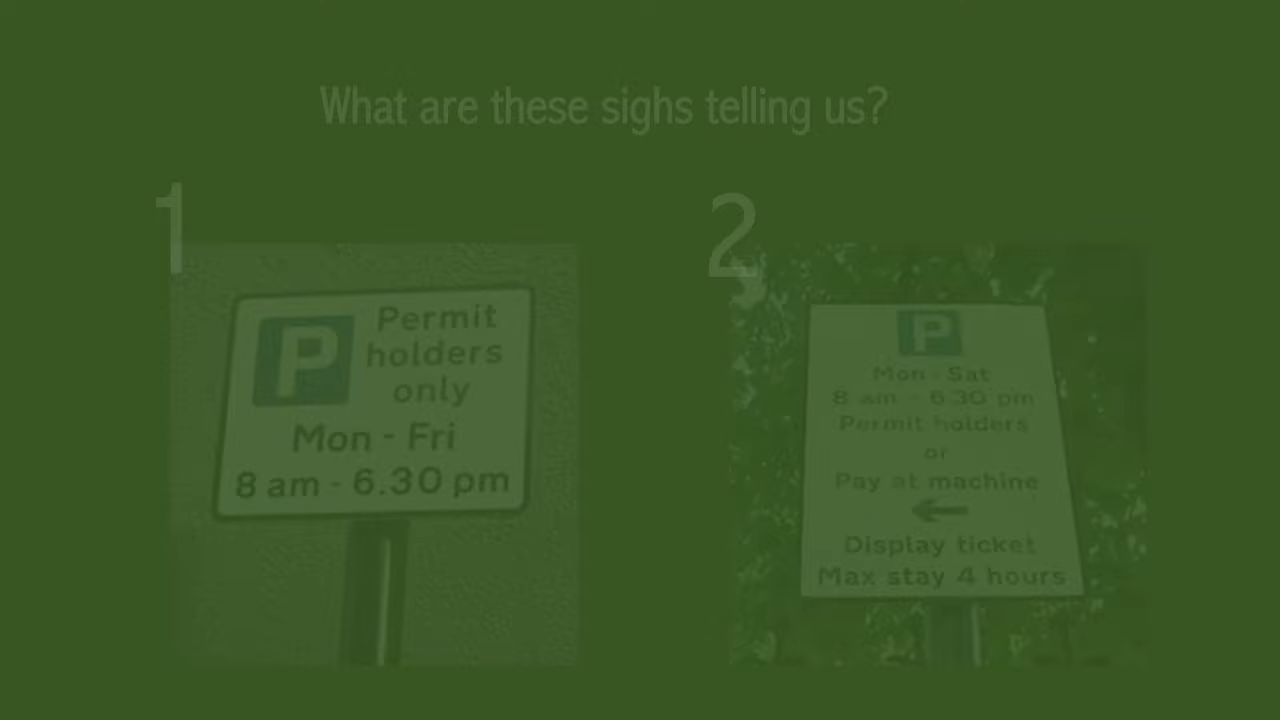 What are these sighs telling us?
1
P
Permit
holders
only
Mon - Fri
8 am - 6.30 pm
2
P
Mon - Sat
8 am - 6.30 pm
Permit holders
or
Pay at machine
Display ticket
Max stay 4 hours